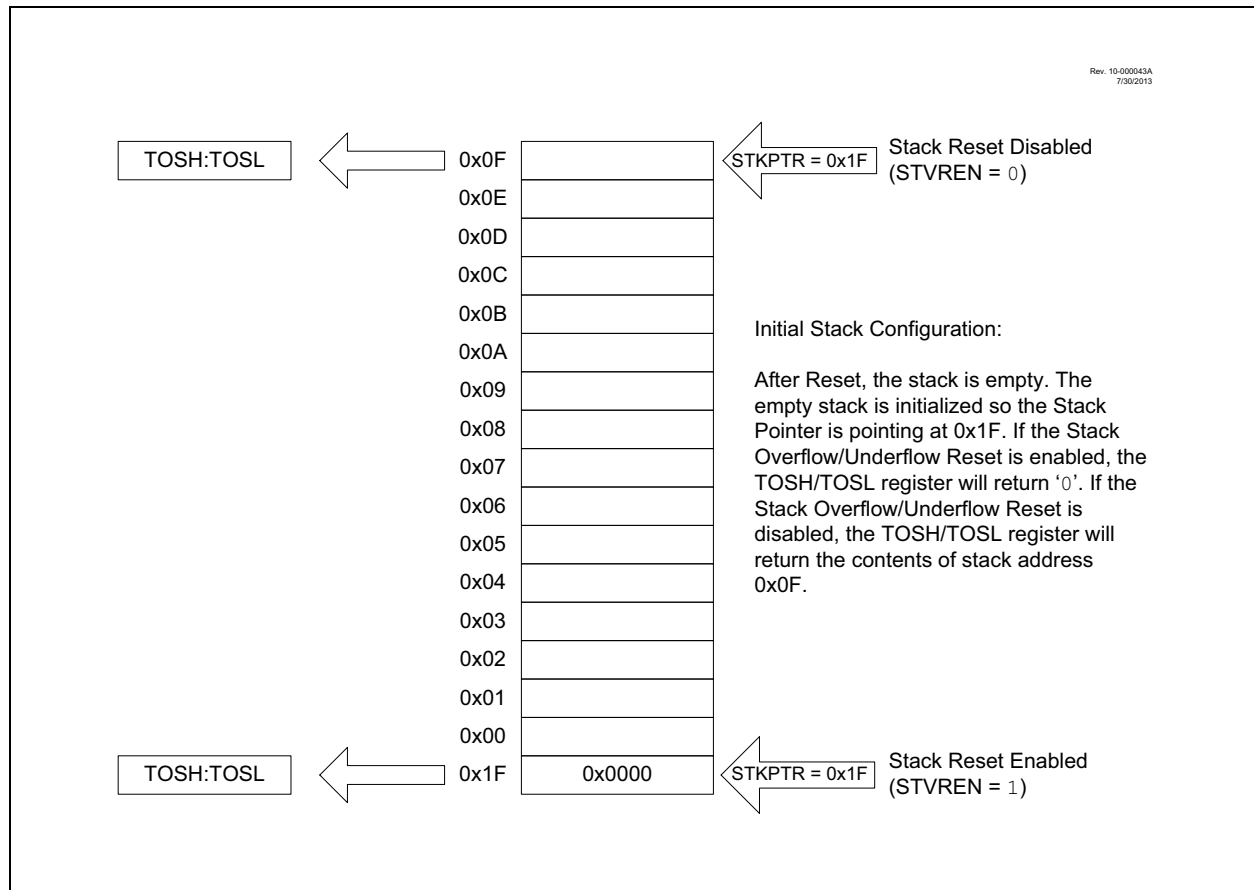 Rev. 10-000043A
7/30/2013
TOSH:TOSL
0x0F
STKPTR = 0x1F
Stack Reset Disabled
(STVREN = 0)
0x0E
0x0D
0x0C
0x0B
0x0A
0x09
0x08
0x07
0x06
0x05
0x04
0x03
0x02
0x01
0x00
Initial Stack Configuration:
After Reset, the stack is empty. The
empty stack is initialized so the Stack
Pointer is pointing at 0x1F. If the Stack
Overflow/Underflow Reset is enabled, the
TOSH/TOSL register will return ‘0’. If the
Stack Overflow/Underflow Reset is
disabled, the TOSH/TOSL register will
return the contents of stack address
0x0F.
TOSH:TOSL
0x1F
0x0000
STKPTR = 0x1F
Stack Reset Enabled
(STVREN = 1)